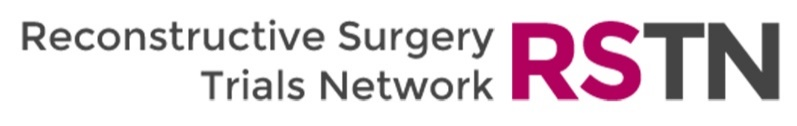 Reconstructive Surgery
Trials Network
RSTN